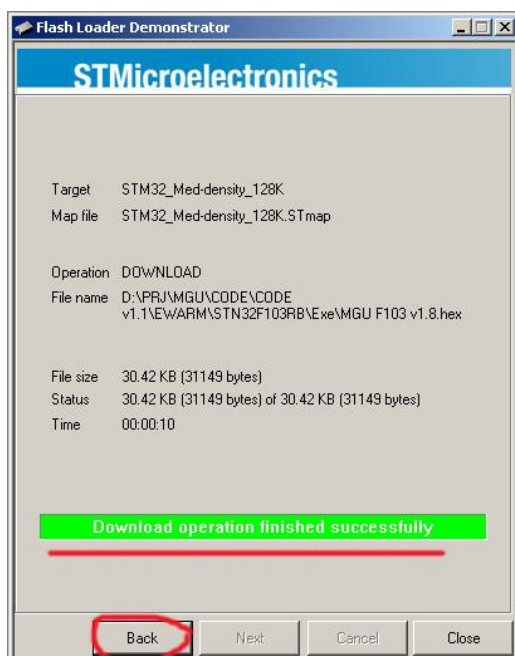 Flash Loader Demonstrator
STMicroelectronics
Target STM32_Med-density_128K
Map file STM32_Med-density_128K.STmap
Operation DOWNLOAD
File name D:\PRJ\MGU\CODE\CODE
v1.1\EWARM\STN32F103RB\Exe\MGU F103 v1.8.hex
File size 30.42 KB (31149 bytes)
Status 30.42 KB (31149 bytes) of 30.42 KB (31149 bytes)
Time 00:00:10
Download operation finished successfully
Back Next Cancel Close